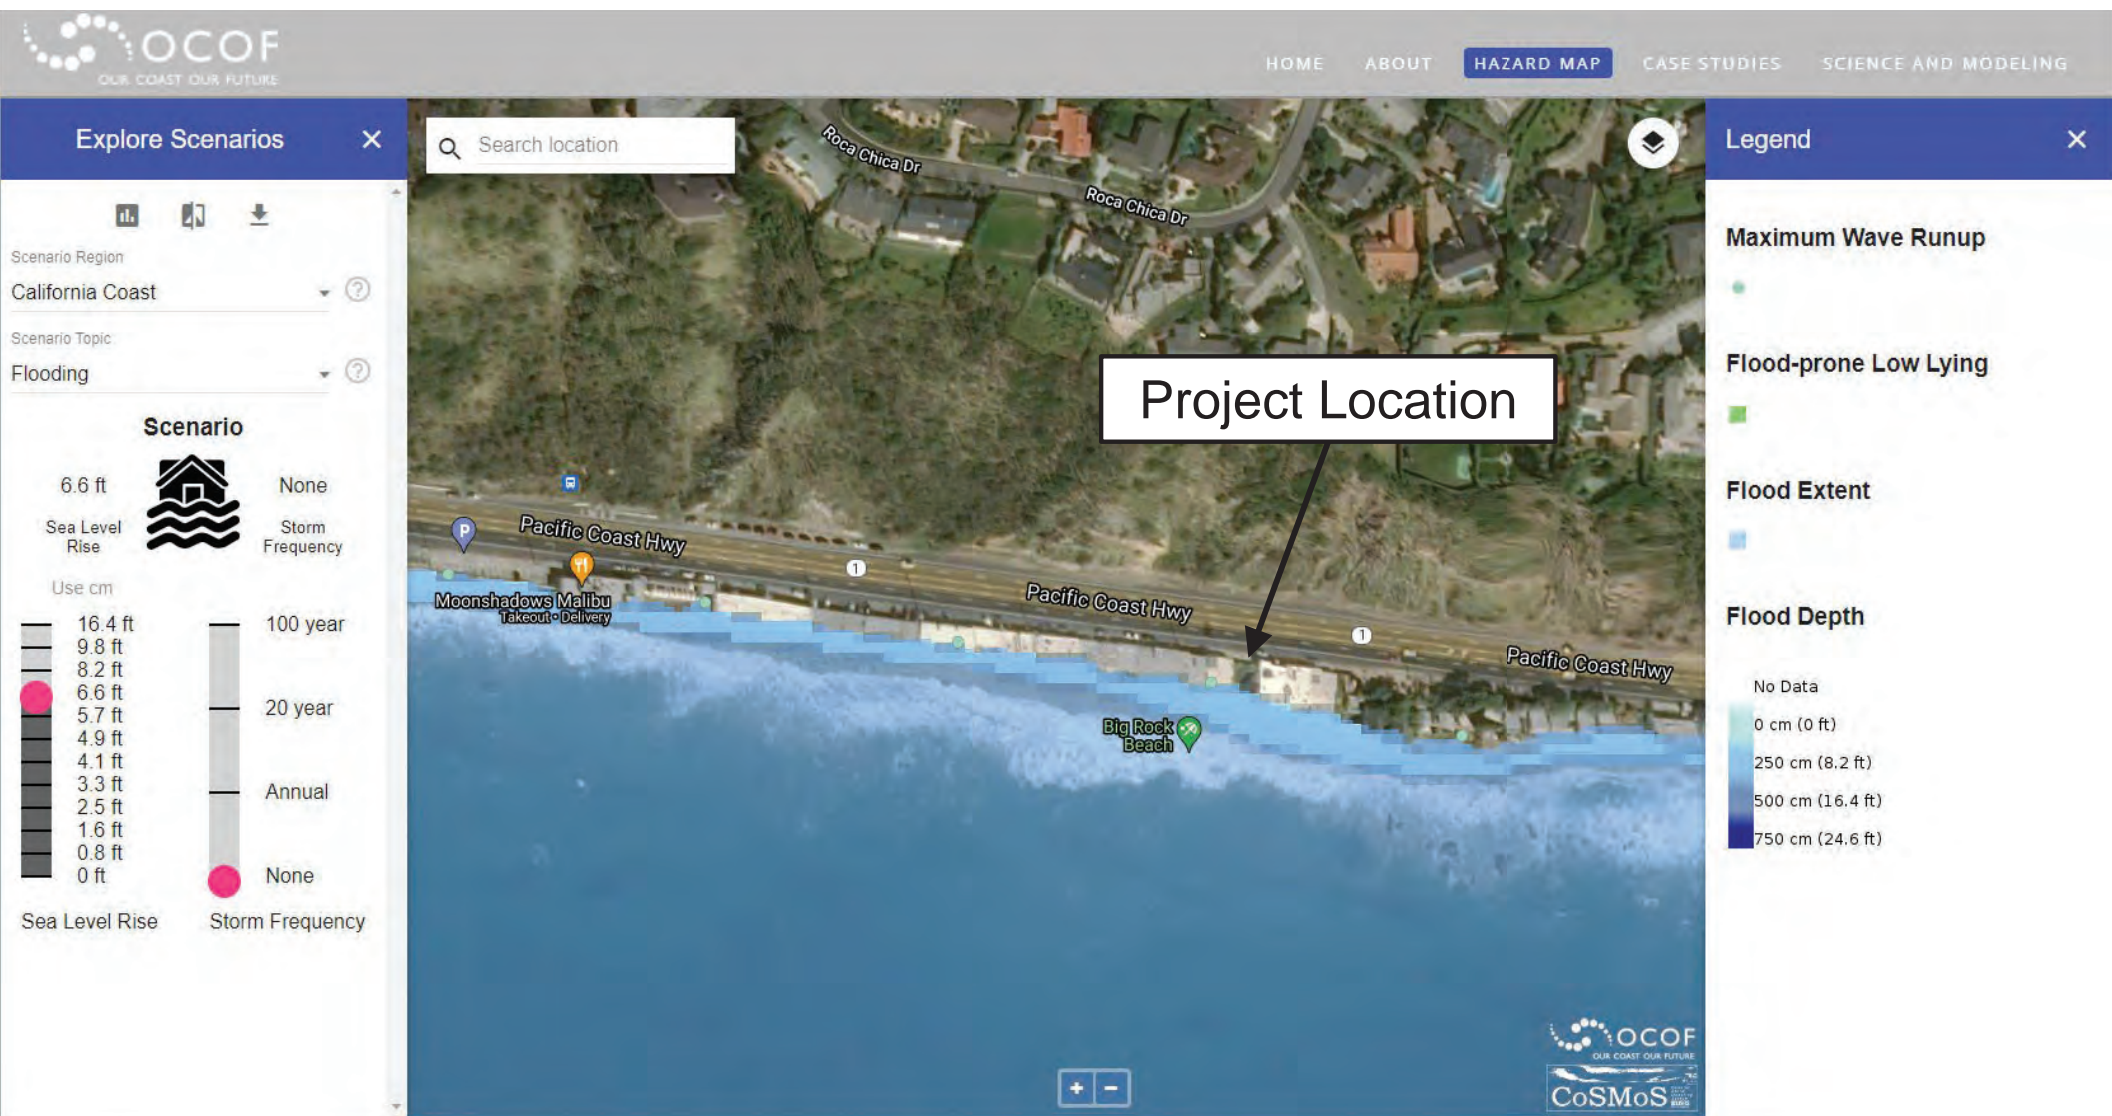 OCOF
OUR COAST OUR FUTURE
HOME ABOUT HAZARD MAP CASE STUDIES SCIENCE AND MODELING
Explore Scenarios
Scenario Region
California Coast
Scenario Topic
Flooding
Scenario
6.6 ft
None
Sea Level
Rise
Storm
Frequency
Use cm
16.4 ft
9.8 ft
8.2 ft
6.6 ft
5.7 ft
4.9 ft
4.1 ft
3.3 ft
2.5 ft
1.6 ft
0.8 ft
0 ft
100 year
20 year
Annual
None
Sea Level Rise
Storm Frequency
Search location
Roca Chica Dr
Roca Chica Dr
Project Location
P
Pacific Coast Hwy
1
Moonshadows Malibu
Takeout • Delivery
Pacific Coast Hwy
1
Pacific Coast Hwy
Big Rock
Beach
OCOF
OUR COAST OUR FUTURE
CoSMoS
Legend
Maximum Wave Runup
Flood-prone Low Lying
Flood Extent
Flood Depth
No Data
0 cm (0 ft)
250 cm (8.2 ft)
500 cm (16.4 ft)
750 cm (24.6 ft)